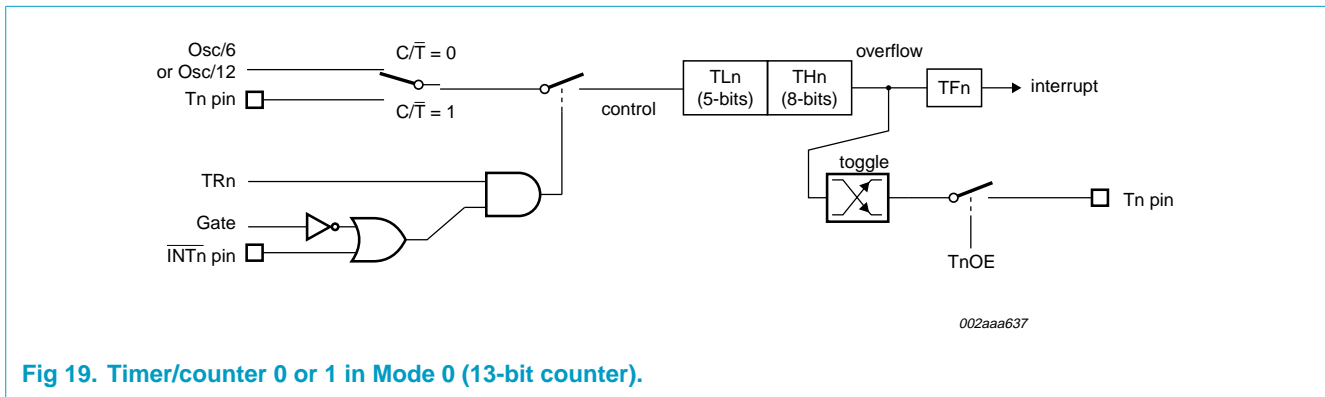 Osc/6
or Osc/12
C/T̅ = 0
Tn pin
C/T̅ = 1
control
TLn
(5-bits)
THn
(8-bits)
overflow
TFn
interrupt
toggle
TRn
Gate
I̅N̅T̅n̅ pin
Tn pin
TnOE
002aaa637
Fig 19. Timer/counter 0 or 1 in Mode 0 (13-bit counter).